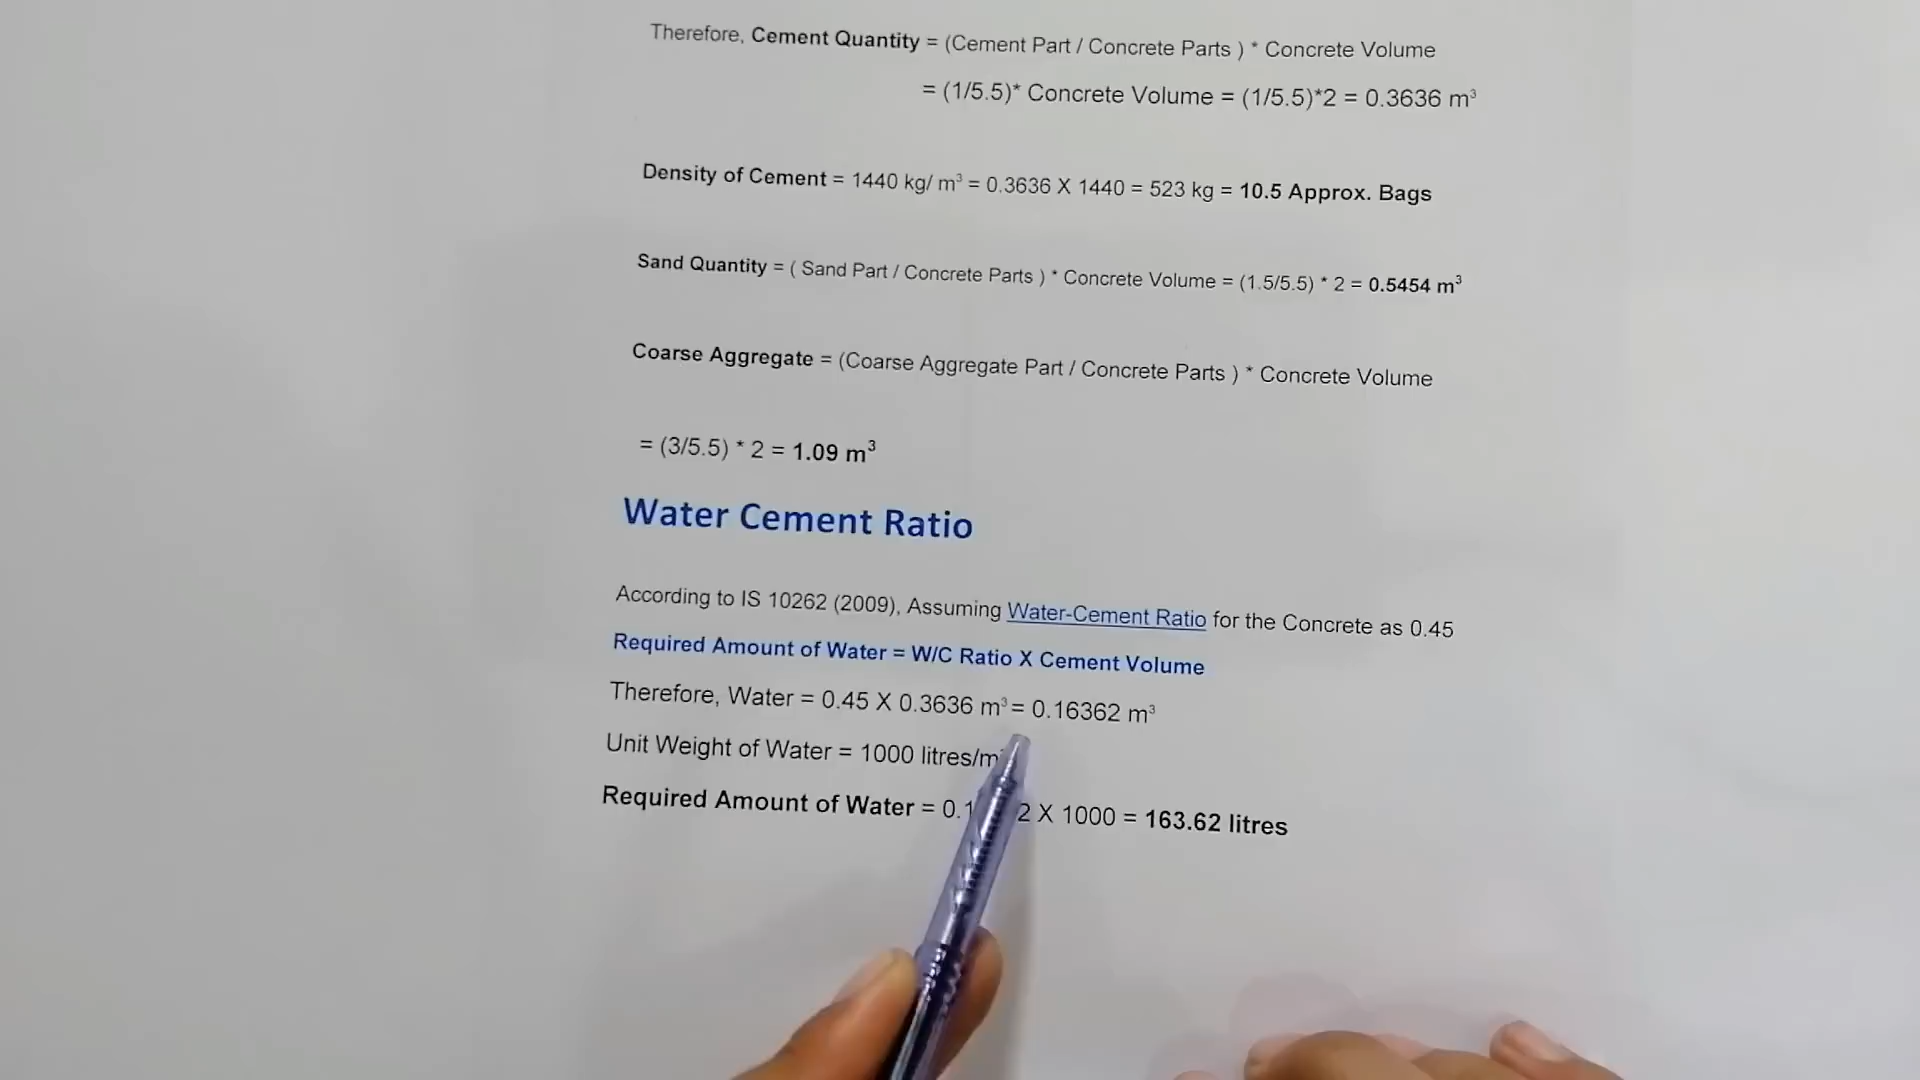 Therefore, Cement Quantity = (Cement Part / Concrete Parts ) * Concrete Volume
= (1/5.5)* Concrete Volume = (1/5.5)*2 = 0.3636 m³
Density of Cement = 1440 kg/ m³ = 0.3636 X 1440 = 523 kg = 10.5 Approx. Bags
Sand Quantity = ( Sand Part / Concrete Parts ) * Concrete Volume = (1.5/5.5) * 2 = 0.5454 m³
Coarse Aggregate = (Coarse Aggregate Part / Concrete Parts ) * Concrete Volume
= (3/5.5) * 2 = 1.09 m³
Water Cement Ratio
According to IS 10262 (2009), Assuming Water-Cement Ratio for the Concrete as 0.45
Required Amount of Water = W/C Ratio X Cement Volume
Therefore, Water = 0.45 X 0.3636 m³ = 0.16362 m³
Unit Weight of Water = 1000 litres/m
Required Amount of Water = 0.1 2 X 1000 = 163.62 litres